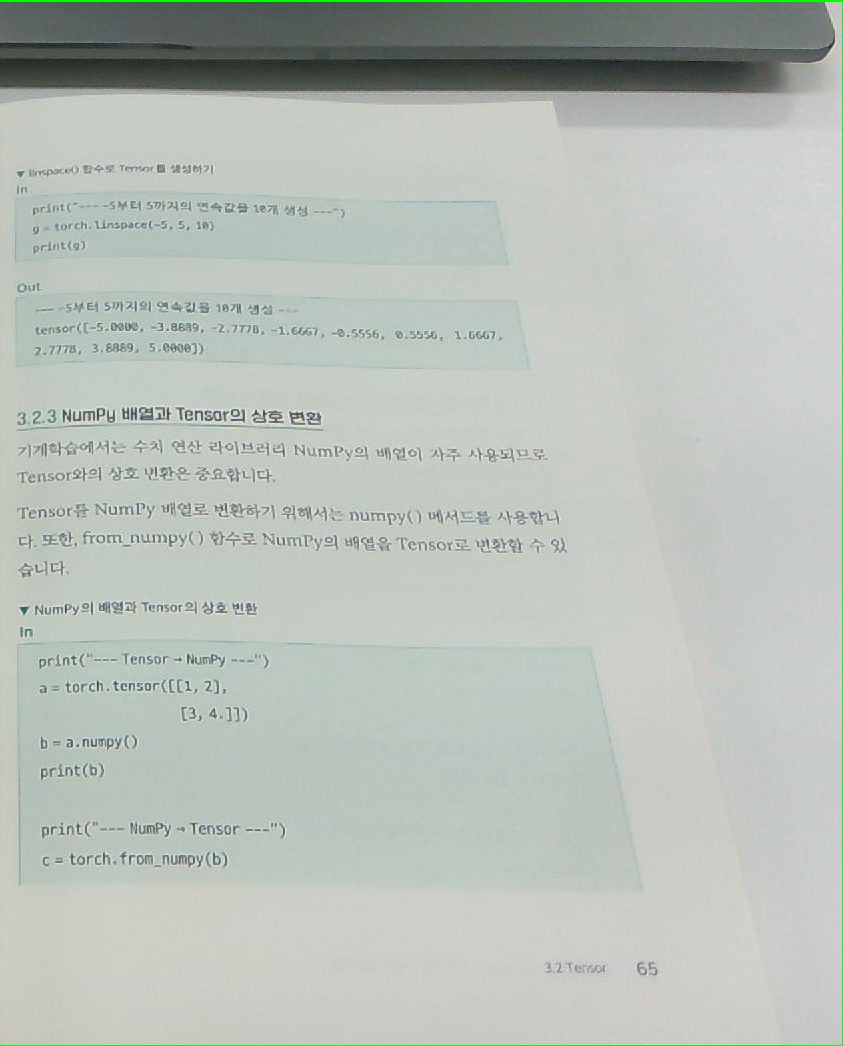 ▼ linspace() 함수로 Tensor를 생성하기
In
print("--- -5부터 5까지의 연속값을 10개 생성 ---")
g = torch.linspace(-5, 5, 10)
print(g)
Out
--- -5부터 5까지의 연속값을 10개 생성 ---
tensor([-5.0000, -3.8889, -2.7778, -1.6667, -0.5556, 0.5556, 1.6667,
2.7778, 3.8889, 5.0000])
3.2.3 NumPy 배열과 Tensor의 상호 변환
기계학습에서는 수치 연산 라이브러리 NumPy의 배열이 자주 사용되므로
Tensor와의 상호 변환은 중요합니다.
Tensor를 NumPy 배열로 변환하기 위해서는 numpy() 메서드를 사용합니
다. 또한, from_numpy() 함수로 NumPy의 배열을 Tensor로 변환할 수 있
습니다.
▼ NumPy의 배열과 Tensor의 상호 변환
In
print("--- Tensor → NumPy ---")
a = torch.tensor([[1, 2],
[3, 4.]])
b = a.numpy()
print(b)
print("--- NumPy → Tensor ---")
c = torch.from_numpy(b)
3.2 Tensor 65